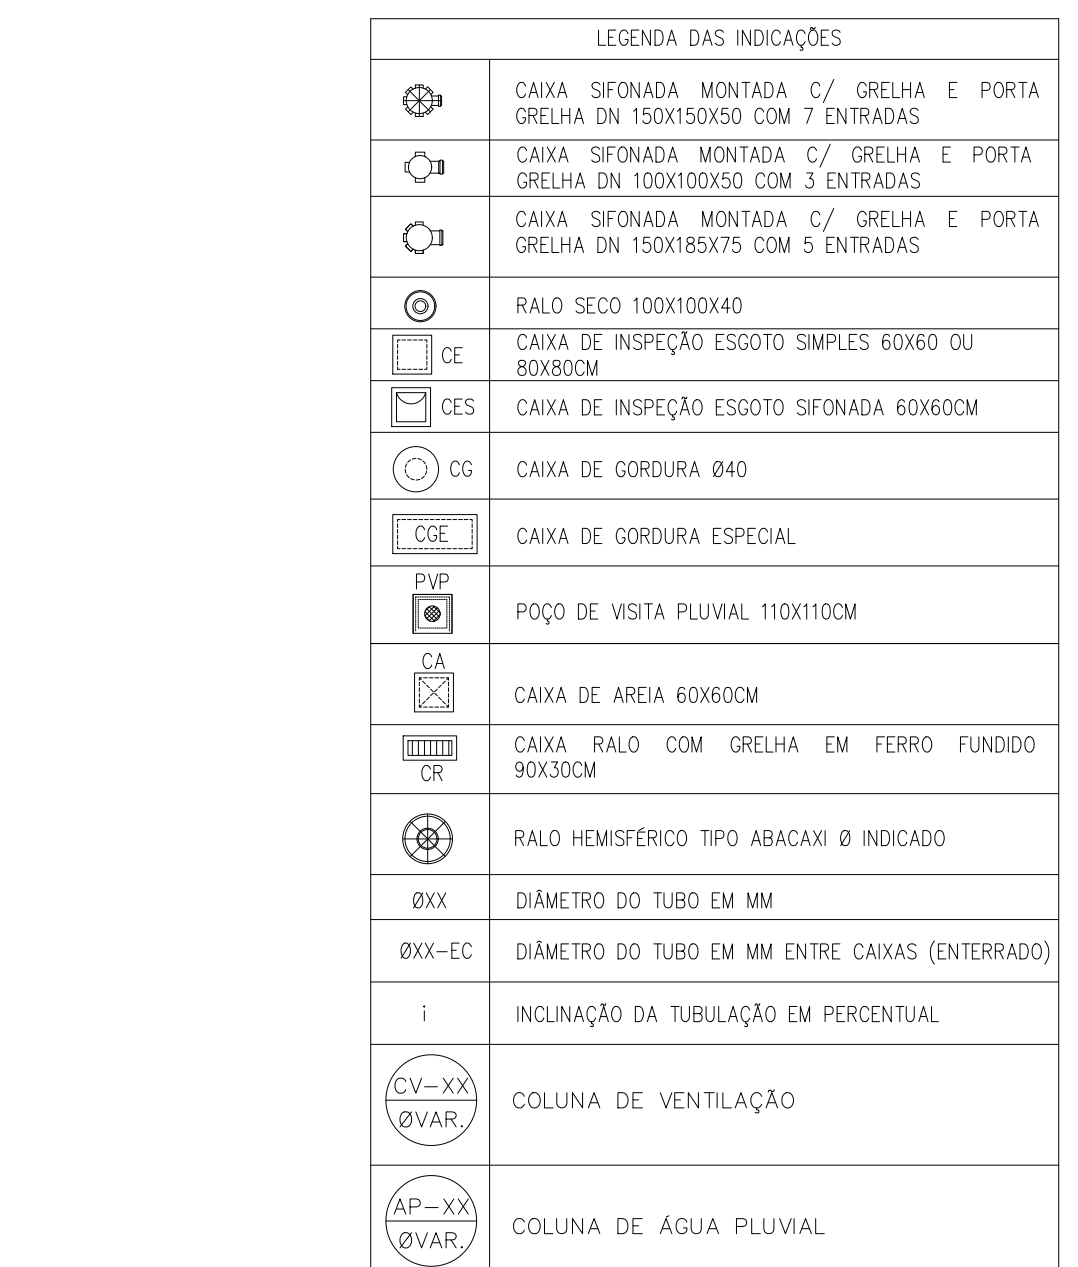 LEGENDA DAS INDICAÇÕES
CAIXA SIFONADA MONTADA C/ GRELHA E PORTA
GRELHA DN 150X150X50 COM 7 ENTRADAS
CAIXA SIFONADA MONTADA C/ GRELHA E PORTA
GRELHA DN 100X100X50 COM 3 ENTRADAS
CAIXA SIFONADA MONTADA C/ GRELHA E PORTA
GRELHA DN 150X185X75 COM 5 ENTRADAS
RALO SECO 100X100X40
CE
CAIXA DE INSPEÇÃO ESGOTO SIMPLES 60X60 OU
80X80CM
CES
CAIXA DE INSPEÇÃO ESGOTO SIFONADA 60X60CM
CG
CAIXA DE GORDURA Ø40
CGE
CAIXA DE GORDURA ESPECIAL
PVP
POÇO DE VISITA PLUVIAL 110X110CM
CA
CAIXA DE AREIA 60X60CM
CR
CAIXA RALO COM GRELHA EM FERRO FUNDIDO
90X30CM
RALO HEMISFÉRICO TIPO ABACAXI Ø INDICADO
ØXX
DIÂMETRO DO TUBO EM MM
ØXX-EC
DIÂMETRO DO TUBO EM MM ENTRE CAIXAS (ENTERRADO)
i
INCLINAÇÃO DA TUBULAÇÃO EM PERCENTUAL
CV-XX
ØVAR.
COLUNA DE VENTILAÇÃO
AP-XX
ØVAR.
COLUNA DE ÁGUA PLUVIAL